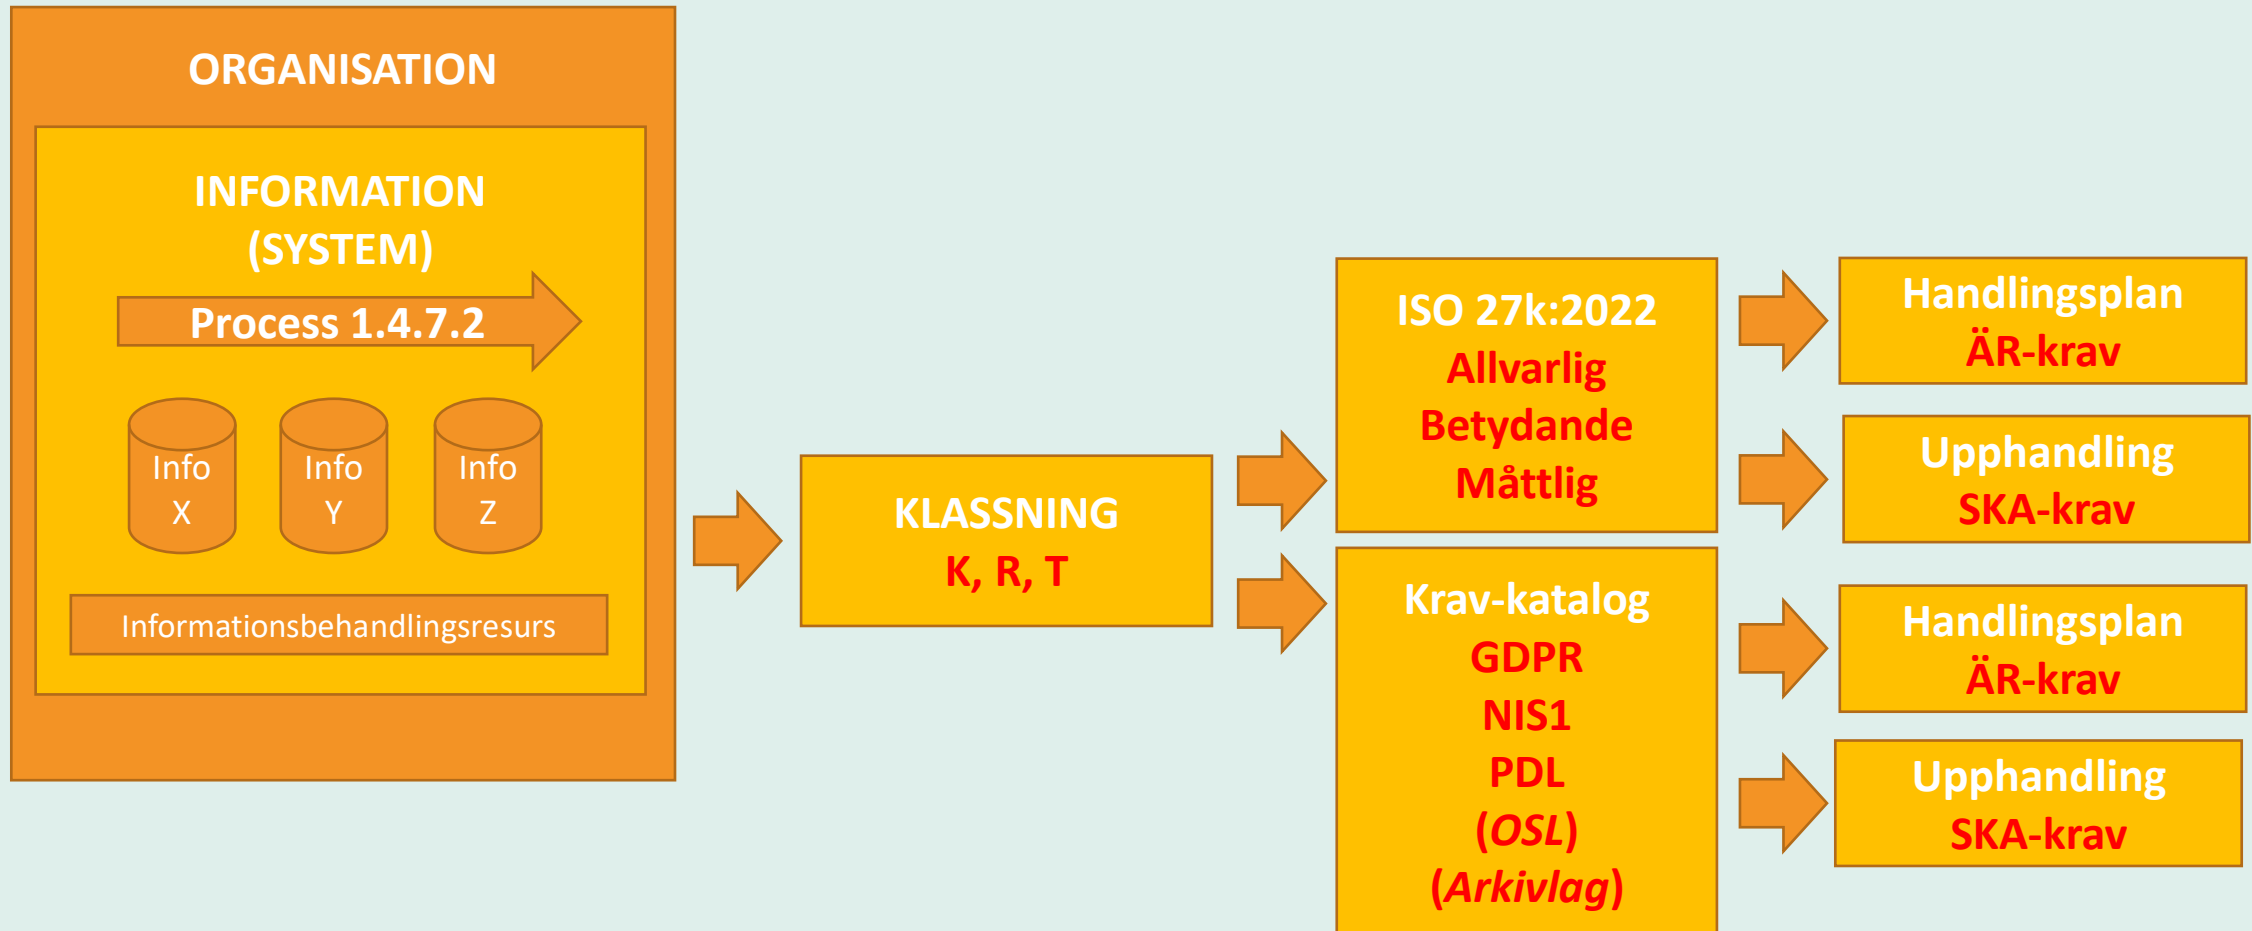 ORGANISATION
INFORMATION
(SYSTEM)
Process 1.4.7.2
Info
X
Info
Y
Info
Z
Informationsbehandlingsresurs
KLASSNING
K, R, T
ISO 27k:2022
Allvarlig
Betydande
Måttlig
Krav-katalog
GDPR
NIS1
PDL
(OSL)
(Arkivlag)
Handlingsplan
ÄR-krav
Upphandling
SKA-krav
Handlingsplan
ÄR-krav
Upphandling
SKA-krav